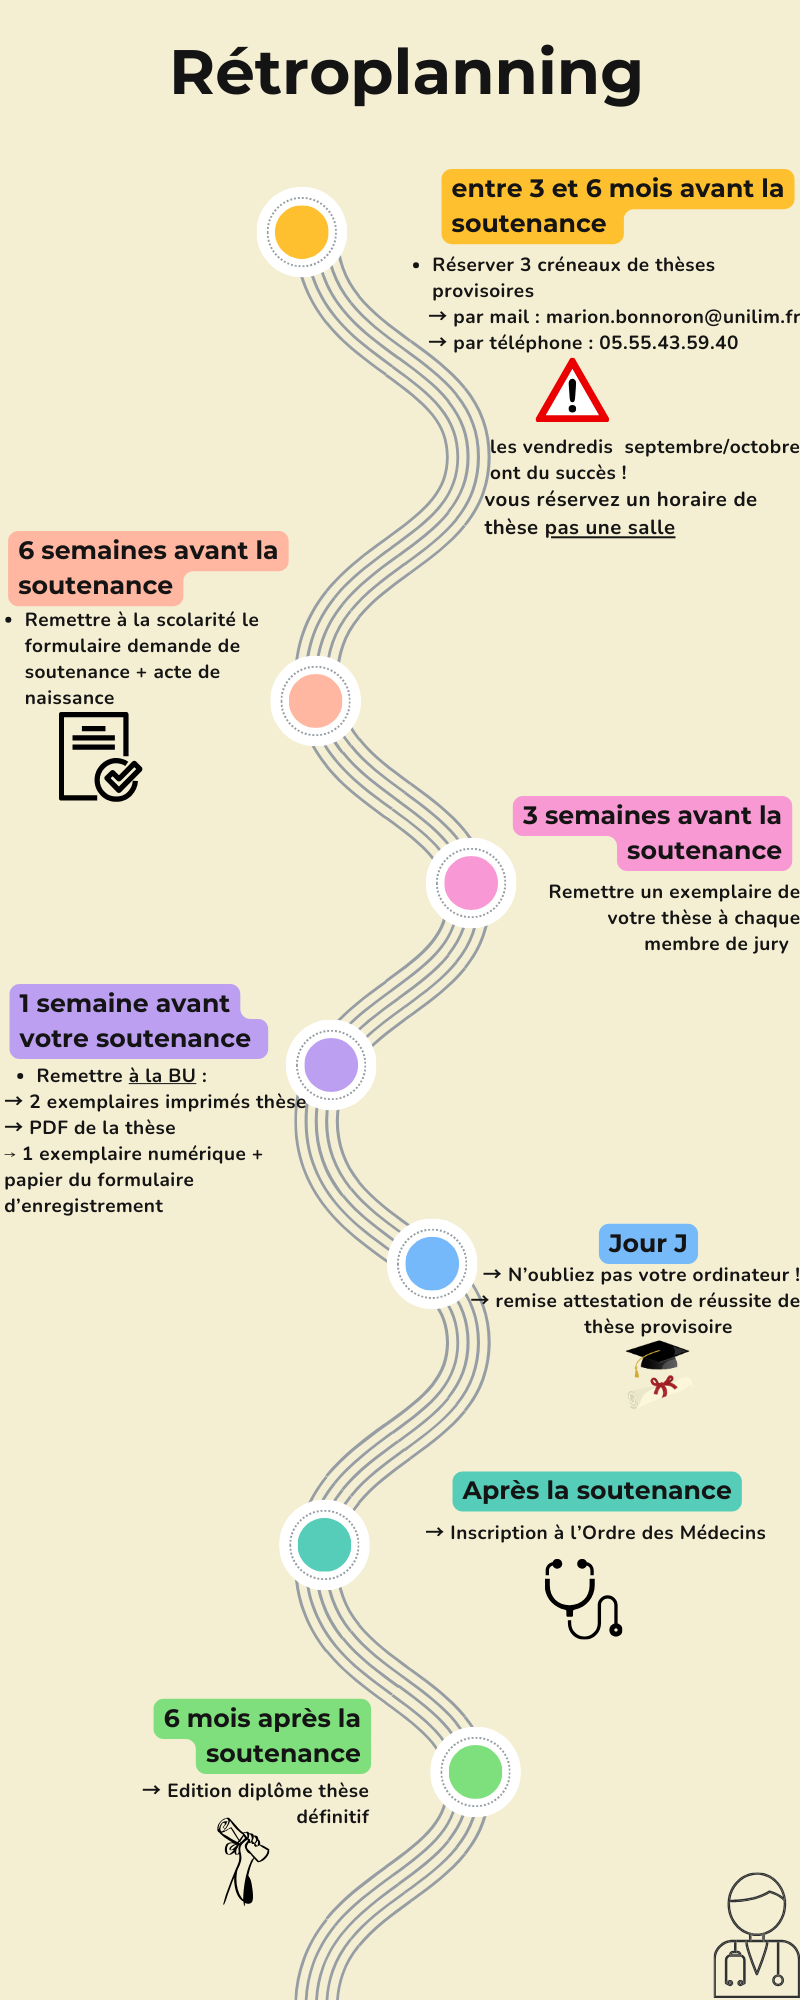 Rétroplanning
entre 3 et 6 mois avant la
soutenance
• Réserver 3 créneaux de thèses
provisoires
→ par mail : marion.bonnoron@unilim.fr
→ par téléphone : 05.55.43.59.40
!
les vendredis septembre/octobre
ont du succès !
vous réservez un horaire de
thèse pas une salle
6 semaines avant la
soutenance
• Remettre à la scolarité le
formulaire demande de
soutenance + acte de
naissance
3 semaines avant la
soutenance
Remettre un exemplaire de
votre thèse à chaque
membre de jury
1 semaine avant
votre soutenance
• Remettre à la BU :
→ 2 exemplaires imprimés thèse
→ PDF de la thèse
→ 1 exemplaire numérique +
papier du formulaire
d’enregistrement
Jour J
→ N’oubliez pas votre ordinateur !
→ remise attestation de réussite de
thèse provisoire
Après la soutenance
→ Inscription à l’Ordre des Médecins
6 mois après la
soutenance
→ Edition diplôme thèse
définitif